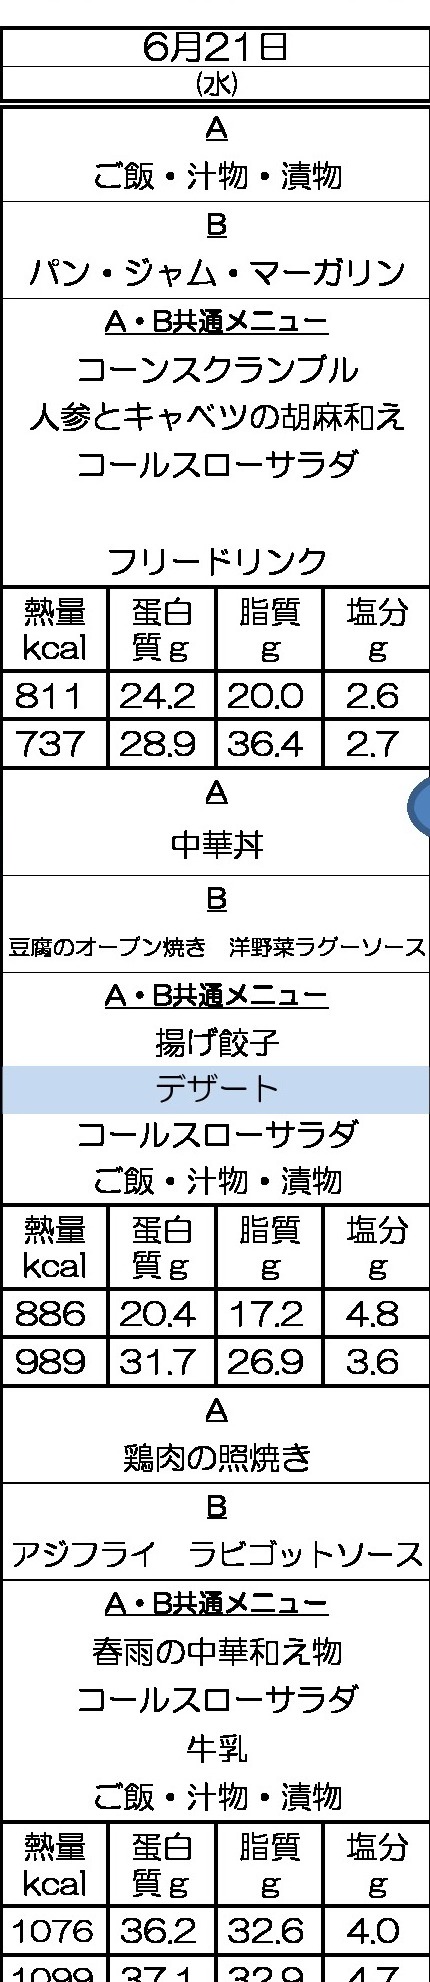 6月21日
(水)
A
ご飯・汁物・漬物
B
パン・ジャム・マーガリン
A・B共通メニュー
コーンスクランブル
人参とキャベツの胡麻和え
コールスローサラダ
フリードリンク
熱量 蛋白 脂質 塩分
kcal 質g g g
811 24.2 20.0 2.6
737 28.9 36.4 2.7
A
中華丼
B
豆腐のオーブン焼き　洋野菜ラグーソース
A・B共通メニュー
揚げ餃子
デザート
コールスローサラダ
ご飯・汁物・漬物
熱量 蛋白 脂質 塩分
kcal 質g g g
886 20.4 17.2 4.8
989 31.7 26.9 3.6
A
鶏肉の照焼き
B
アジフライ　ラビゴットソース
A・B共通メニュー
春雨の中華和え物
コールスローサラダ
牛乳
ご飯・汁物・漬物
熱量 蛋白 脂質 塩分
kcal 質g g g
1076 36.2 32.6 4.0
1099 37.1 32.9 4.7